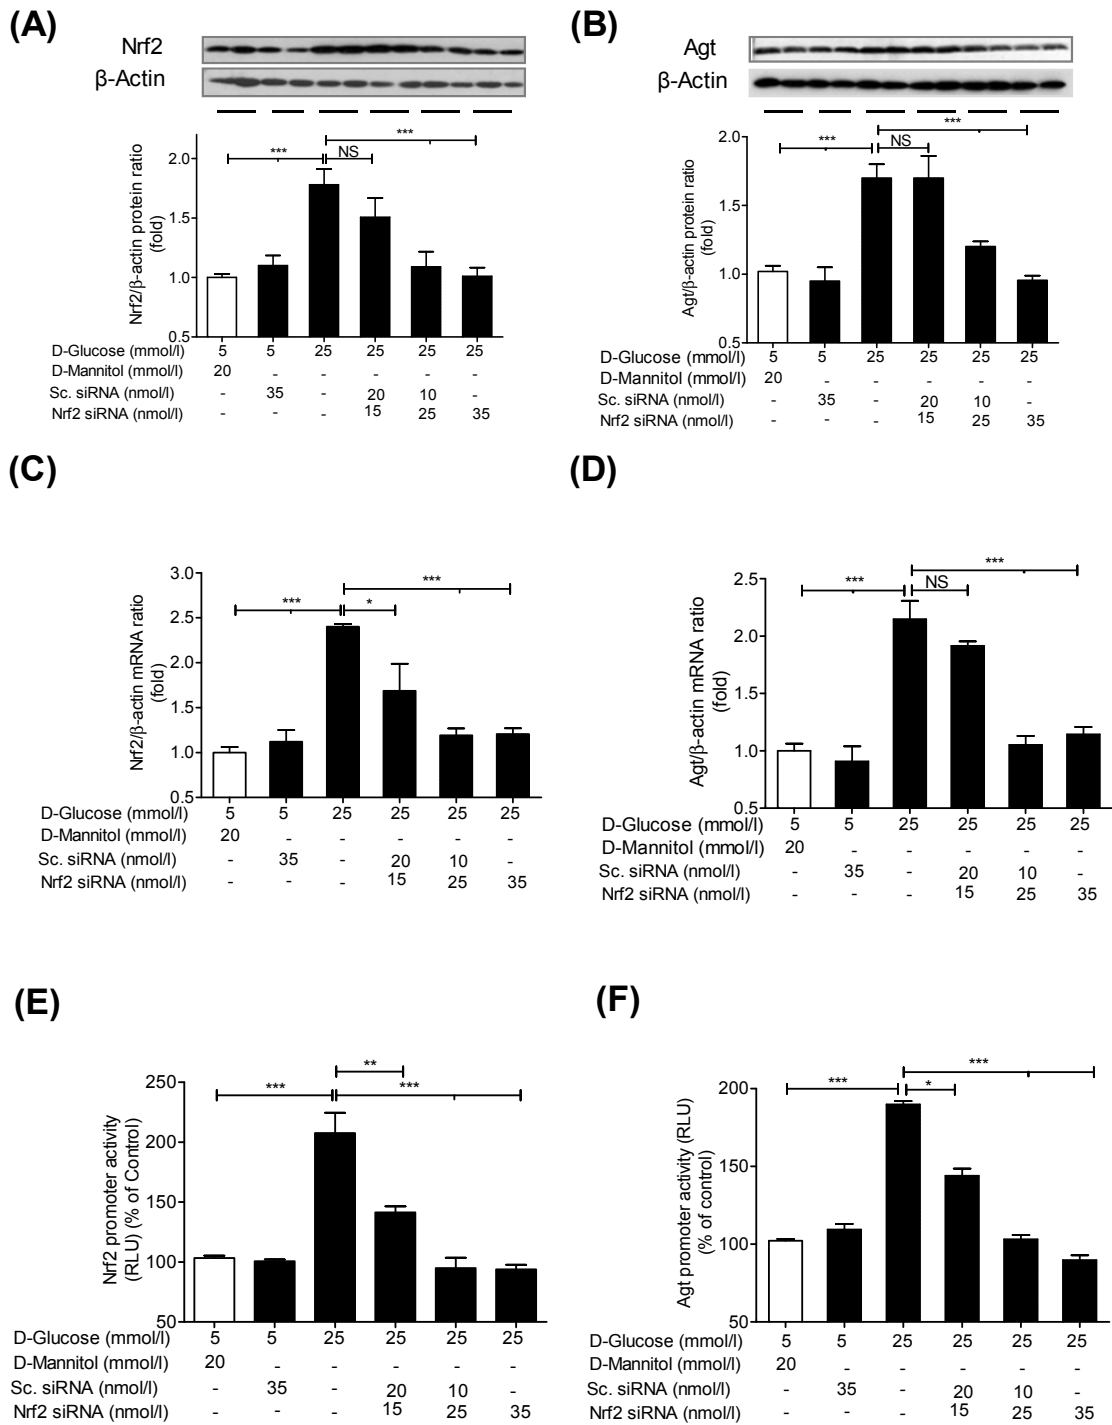 (A)
Nrf2
β-Actin
***
***
NS
2.0
1.5
1.0
0.5
Nrf2/β-actin protein ratio
(fold)
D-Glucose (mmol/l) 5 5 25 25 25 25
D-Mannitol (mmol/l) 20 - - - - -
Sc. siRNA (nmol/l) - 35 - 20 10 -
Nrf2 siRNA (nmol/l) - - - 15 25 35
(B)
Agt
β-Actin
***
***
NS
2.0
1.5
1.0
0.5
Agt/β-actin protein ratio
(fold)
D-Glucose (mmol/l) 5 5 25 25 25 25
D-Mannitol (mmol/l) 20 - - - - -
Sc. siRNA (nmol/l) - 35 - 20 10 -
Nrf2 siRNA (nmol/l) - - - 15 25 35
(C)
***
***
*
3.0
2.5
2.0
1.5
1.0
0.5
Nrf2/β-actin mRNA ratio
(fold)
D-Glucose (mmol/l) 5 5 25 25 25 25
D-Mannitol (mmol/l) 20 - - - - -
Sc. siRNA (nmol/l) - 35 - 20 10 -
Nrf2 siRNA (nmol/l) - - - 15 25 35
(D)
***
***
NS
2.5
2.0
1.5
1.0
0.5
Agt/β-actin mRNA ratio
(fold)
D-Glucose (mmol/l) 5 5 25 25 25 25
D-Mannitol (mmol/l) 20 - - - - -
Sc. siRNA (nmol/l) - 35 - 20 10 -
Nrf2 siRNA (nmol/l) - - - 15 25 35
(E)
**
***
***
250
200
150
100
50
Nrf2 promoter activity
(RLU) (% of Control)
D-Glucose (mmol/l) 5 5 25 25 25 25
D-Mannitol (mmol/l) 20 - - - - -
Sc. siRNA (nmol/l) - 35 - 20 10 -
Nrf2 siRNA (nmol/l) - - - 15 25 35
(F)
***
***
*
200
150
100
50
Agt promoter activity (RLU)
(% of control)
D-Glucose (mmol/l) 5 5 25 25 25 25
D-Mannitol (mmol/l) 20 - - - - -
Sc. siRNA (nmol/l) - 35 - 20 10 -
Nrf2 siRNA (nmol/l) - - - 15 25 35